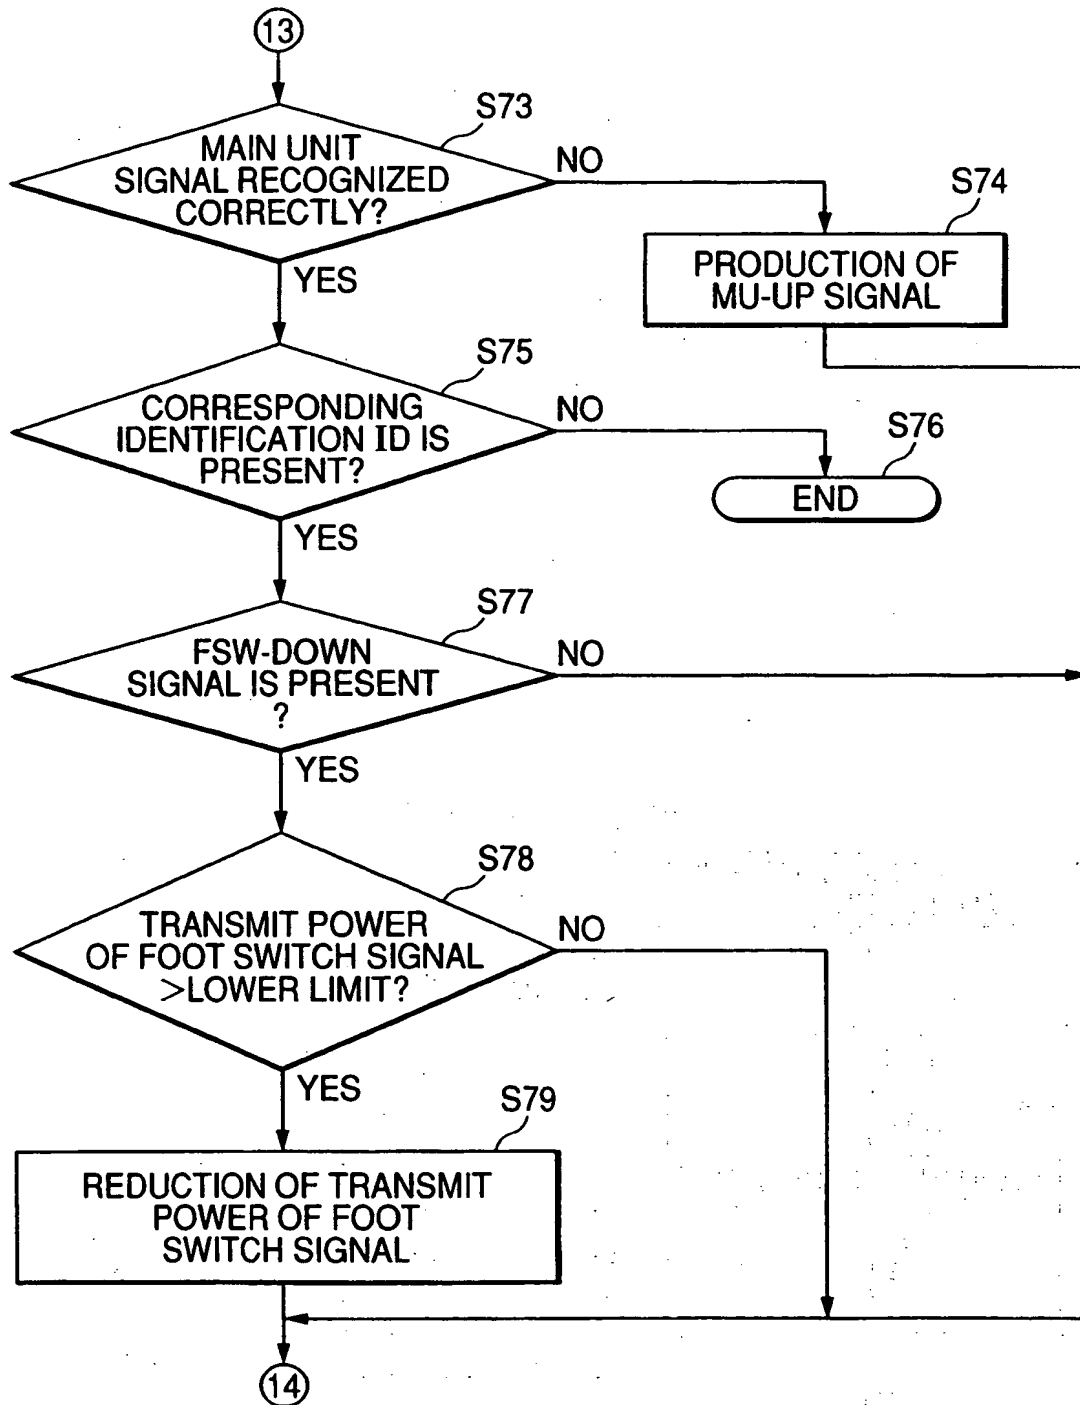 13
S73
MAIN UNIT
SIGNAL RECOGNIZED
CORRECTLY?
NO
YES
S74
PRODUCTION OF
MU-UP SIGNAL
S75
CORRESPONDING
IDENTIFICATION ID IS
PRESENT?
NO
YES
S76
END
S77
FSW-DOWN
SIGNAL IS PRESENT
?
NO
YES
S78
TRANSMIT POWER
OF FOOT SWITCH SIGNAL
>LOWER LIMIT?
NO
YES
S79
REDUCTION OF TRANSMIT
POWER OF FOOT
SWITCH SIGNAL
14